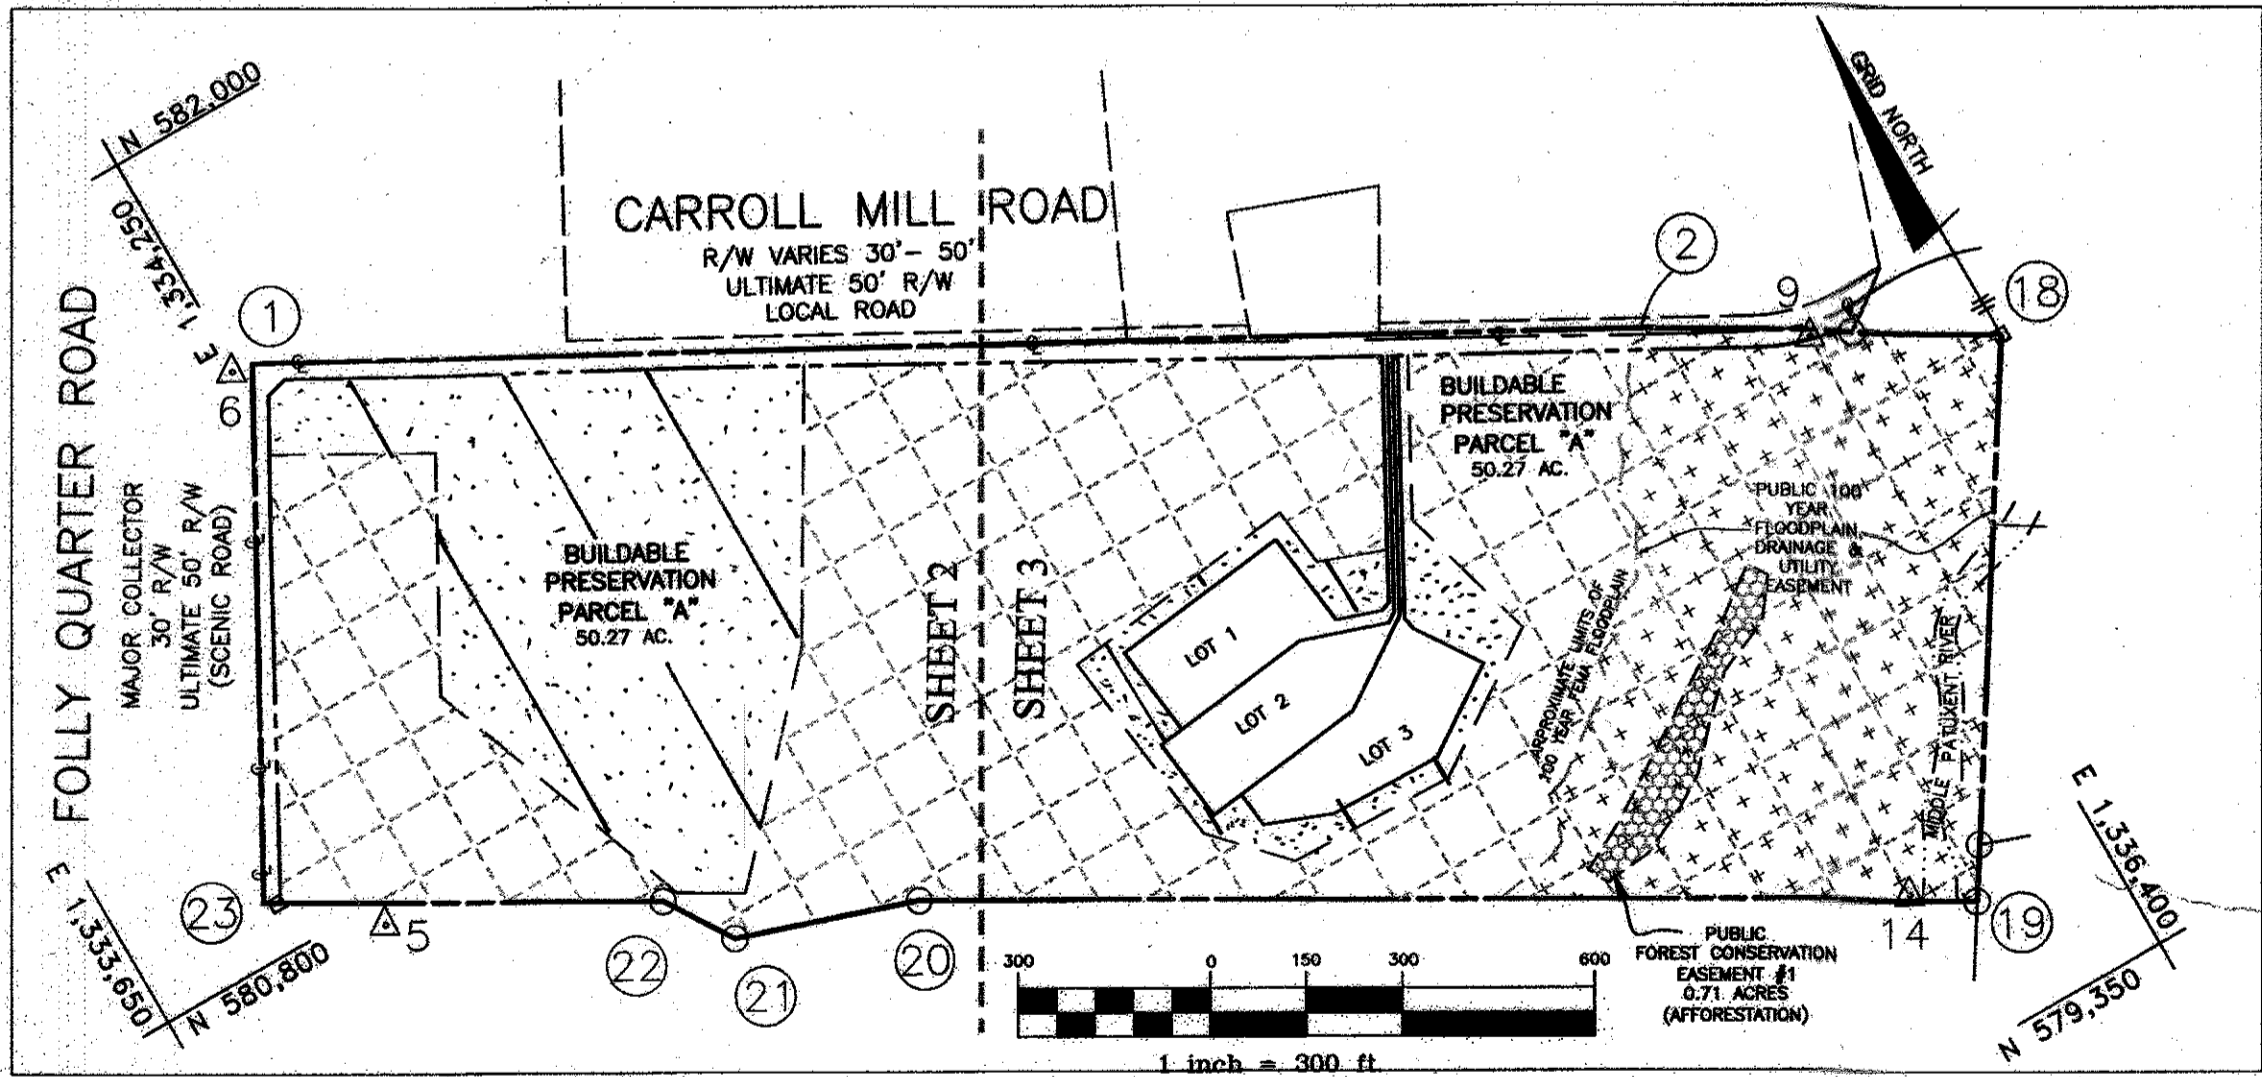 N 582,000
E 1,334,250
GRID NORTH
CARROLL MILL ROAD
R/W VARIES 30'- 50'
ULTIMATE 50' R/W
LOCAL ROAD
1
2
9
18
6
FOLLY QUARTER ROAD
MAJOR COLLECTOR
30' R/W
ULTIMATE 50' R/W
(SCENIC ROAD)
BUILDABLE
PRESERVATION
PARCEL "A"
50.27 AC.
SHEET 2
SHEET 3
BUILDABLE
PRESERVATION
PARCEL "A"
50.27 AC.
PUBLIC 100
YEAR
FLOODPLAIN
DRAINAGE &
UTILITY
EASEMENT
LOT 1
LOT 2
LOT 3
APPROXIMATE LIMITS OF
100 YEAR FEMA FLOODPLAIN
MIDDLE PATUXENT RIVER
23
5
22
21
20
14
19
E 1,333,650
N 580,800
E 1,336,400
N 579,350
PUBLIC
FOREST CONSERVATION
EASEMENT #1
0.71 ACRES
(AFFORESTATION)
300 0 150 300 600
1 inch = 300 ft.